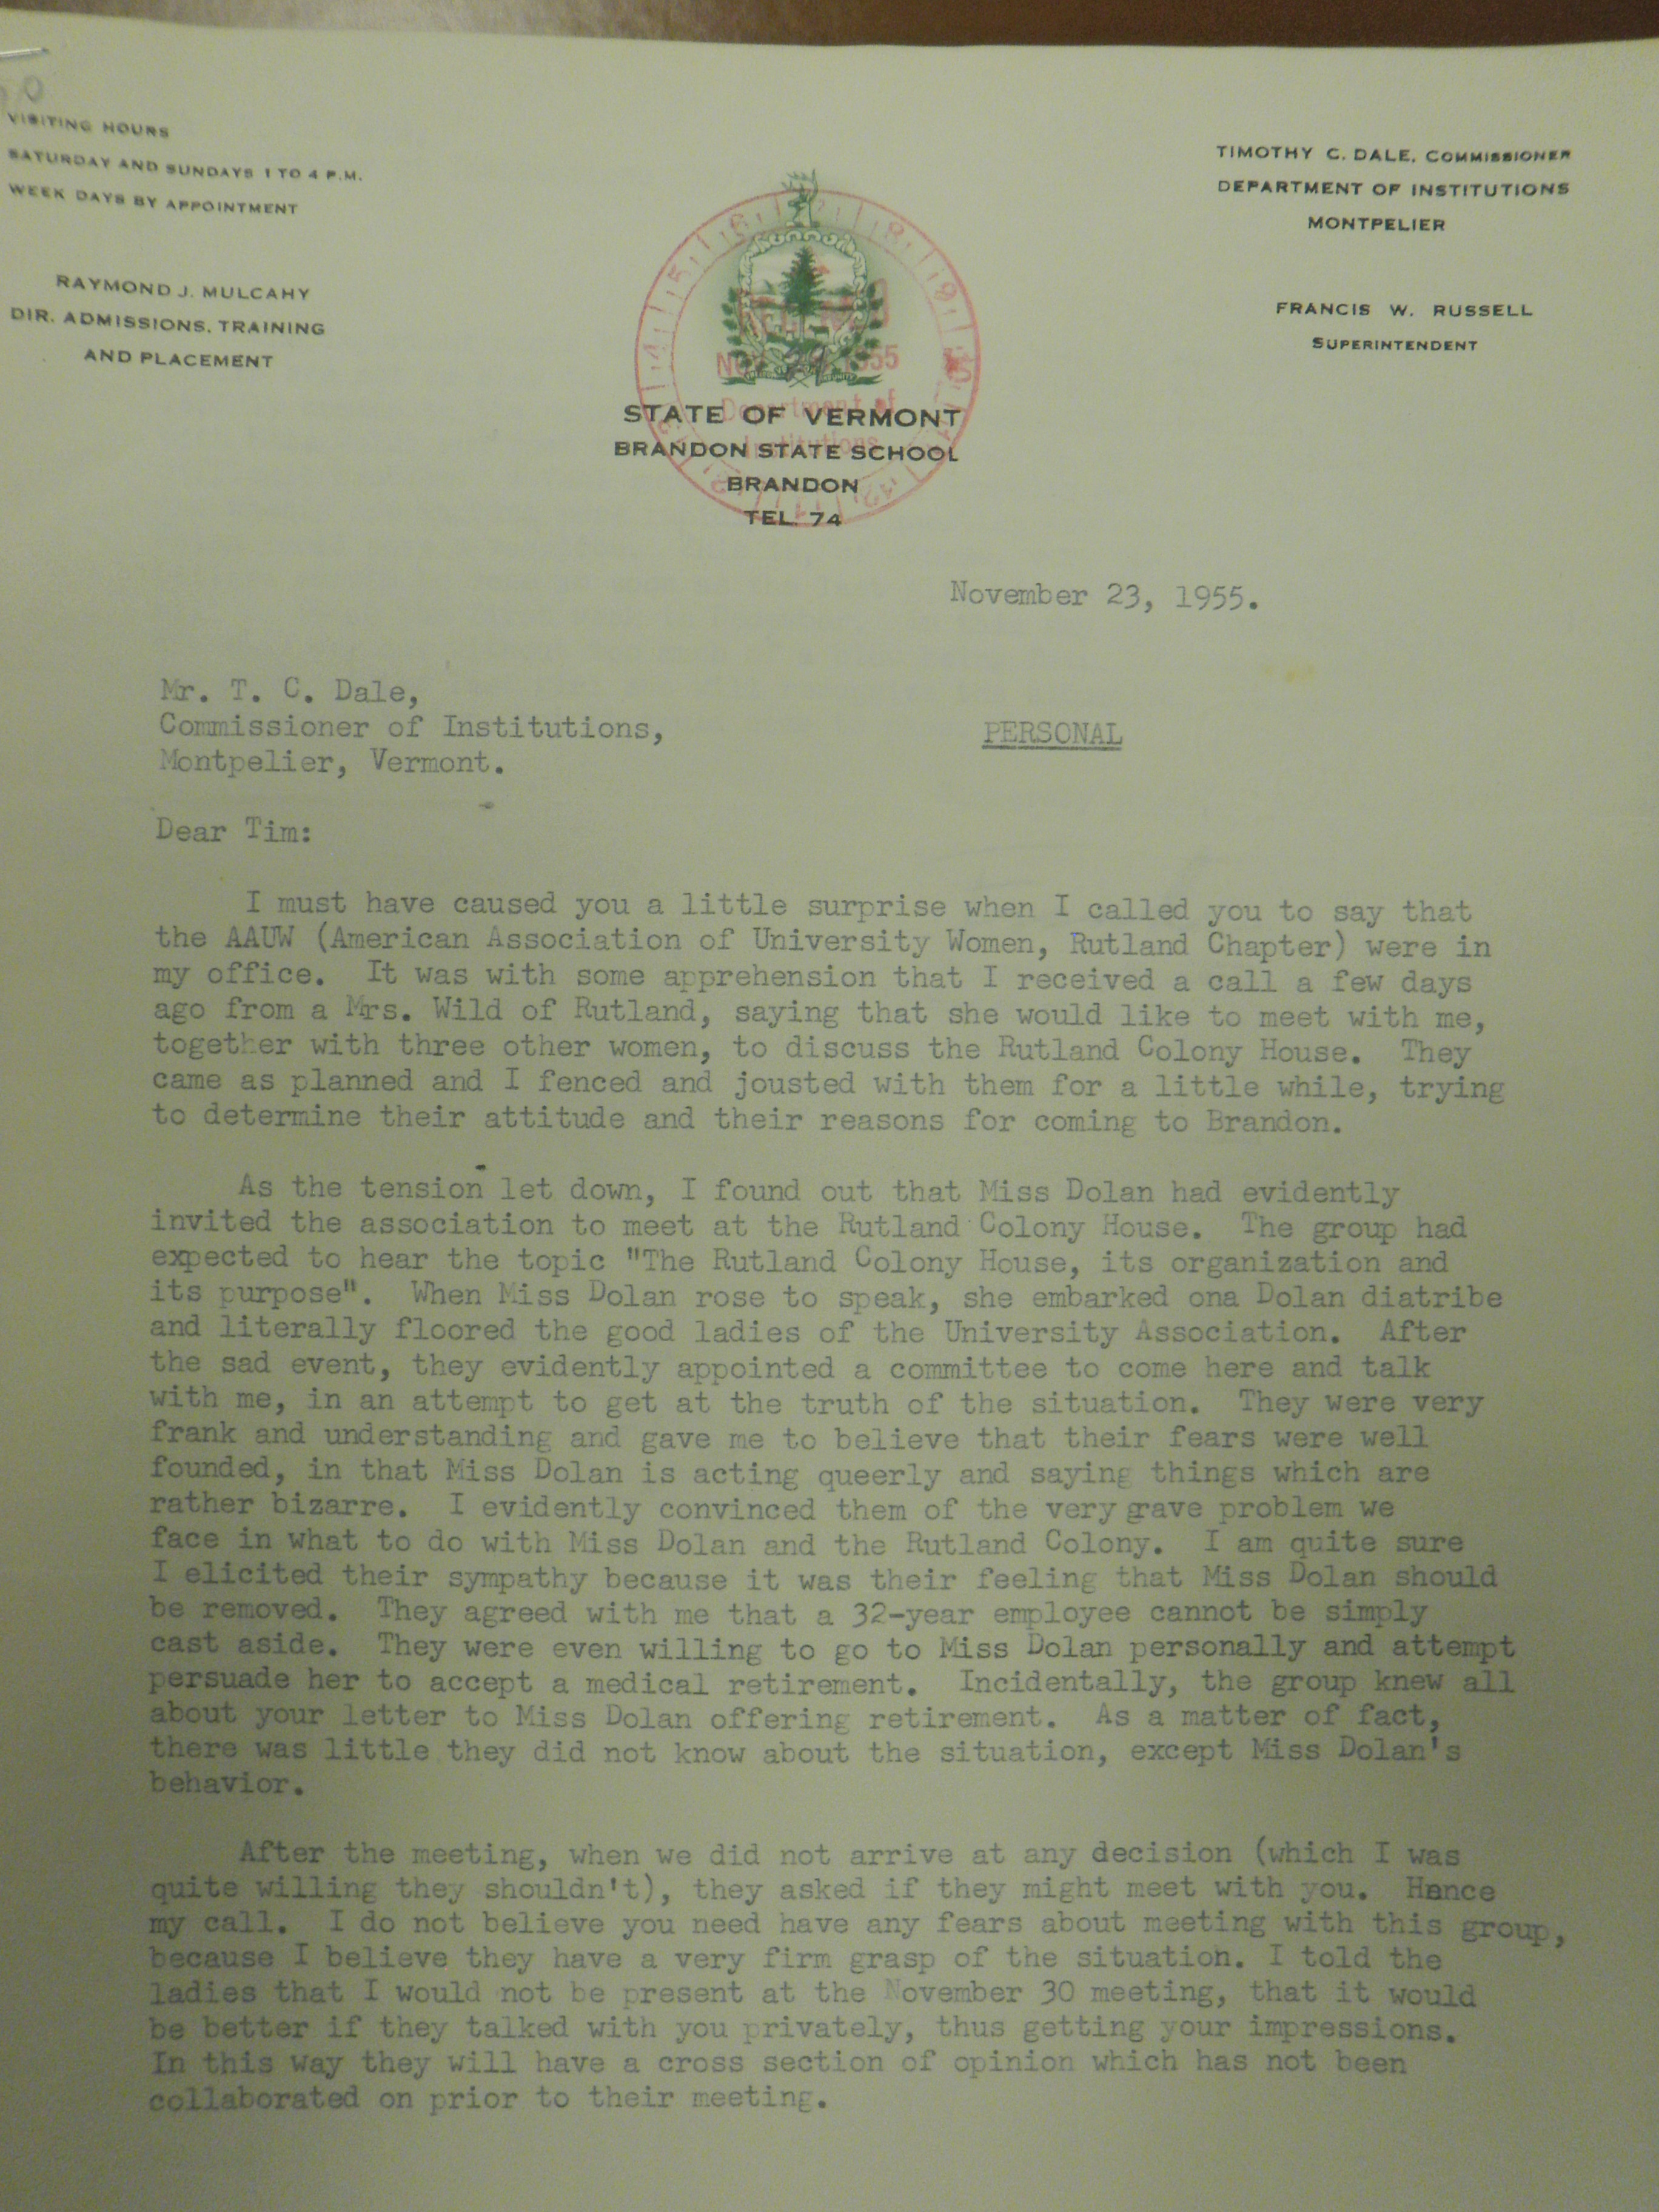 VISITING HOURS
SATURDAY AND SUNDAYS 1 TO 4 P.M.
WEEK DAYS BY APPOINTMENT
RAYMOND J. MULCAHY
DIR. ADMISSIONS, TRAINING
AND PLACEMENT
TIMOTHY C. DALE, COMMISSIONER
DEPARTMENT OF INSTITUTIONS
MONTPELIER
FRANCIS W. RUSSELL
SUPERINTENDENT
Department of
Institutions
STATE OF VERMONT
BRANDON STATE SCHOOL
BRANDON
TEL. 74
November 23, 1955.
Mr. T. C. Dale,
Commissioner of Institutions,
Montpelier, Vermont.
PERSONAL
Dear Tim:
I must have caused you a little surprise when I called you to say that
the AAUW (American Association of University Women, Rutland Chapter) were in
my office. It was with some apprehension that I received a call a few days
ago from a Mrs. Wild of Rutland, saying that she would like to meet with me,
together with three other women, to discuss the Rutland Colony House. They
came as planned and I fenced and jousted with them for a little while, trying
to determine their attitude and their reasons for coming to Brandon.
As the tension let down, I found out that Miss Dolan had evidently
invited the association to meet at the Rutland Colony House. The group had
expected to hear the topic "The Rutland Colony House, its organization and
its purpose". When Miss Dolan rose to speak, she embarked ona Dolan diatribe
and literally floored the good ladies of the University Association. After
the sad event, they evidently appointed a committee to come here and talk
with me, in an attempt to get at the truth of the situation. They were very
frank and understanding and gave me to believe that their fears were well
founded, in that Miss Dolan is acting queerly and saying things which are
rather bizarre. I evidently convinced them of the very grave problem we
face in what to do with Miss Dolan and the Rutland Colony. I am quite sure
I elicited their sympathy because it was their feeling that Miss Dolan should
be removed. They agreed with me that a 32-year employee cannot be simply
cast aside. They were even willing to go to Miss Dolan personally and attempt
persuade her to accept a medical retirement. Incidentally, the group knew all
about your letter to Miss Dolan offering retirement. As a matter of fact,
there was little they did not know about the situation, except Miss Dolan's
behavior.
After the meeting, when we did not arrive at any decision (which I was
quite willing they shouldn't), they asked if they might meet with you. Hence
my call. I do not believe you need have any fears about meeting with this group,
because I believe they have a very firm grasp of the situation. I told the
ladies that I would not be present at the November 30 meeting, that it would
be better if they talked with you privately, thus getting your impressions.
In this way they will have a cross section of opinion which has not been
collaborated on prior to their meeting.